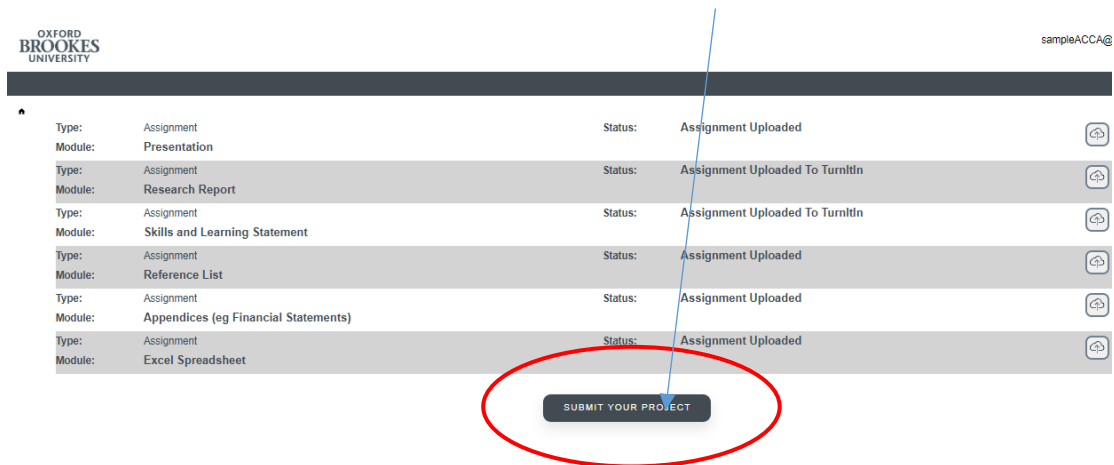 OXFORD
BROOKES
UNIVERSITY
sampleACCA@
Type: Assignment Status: Assignment Uploaded
Module: Presentation
Type: Assignment Status: Assignment Uploaded To TurnItIn
Module: Research Report
Type: Assignment Status: Assignment Uploaded To TurnItIn
Module: Skills and Learning Statement
Type: Assignment Status: Assignment Uploaded
Module: Reference List
Type: Assignment Status: Assignment Uploaded
Module: Appendices (eg Financial Statements)
Type: Assignment Status: Assignment Uploaded
Module: Excel Spreadsheet
SUBMIT YOUR PROJECT